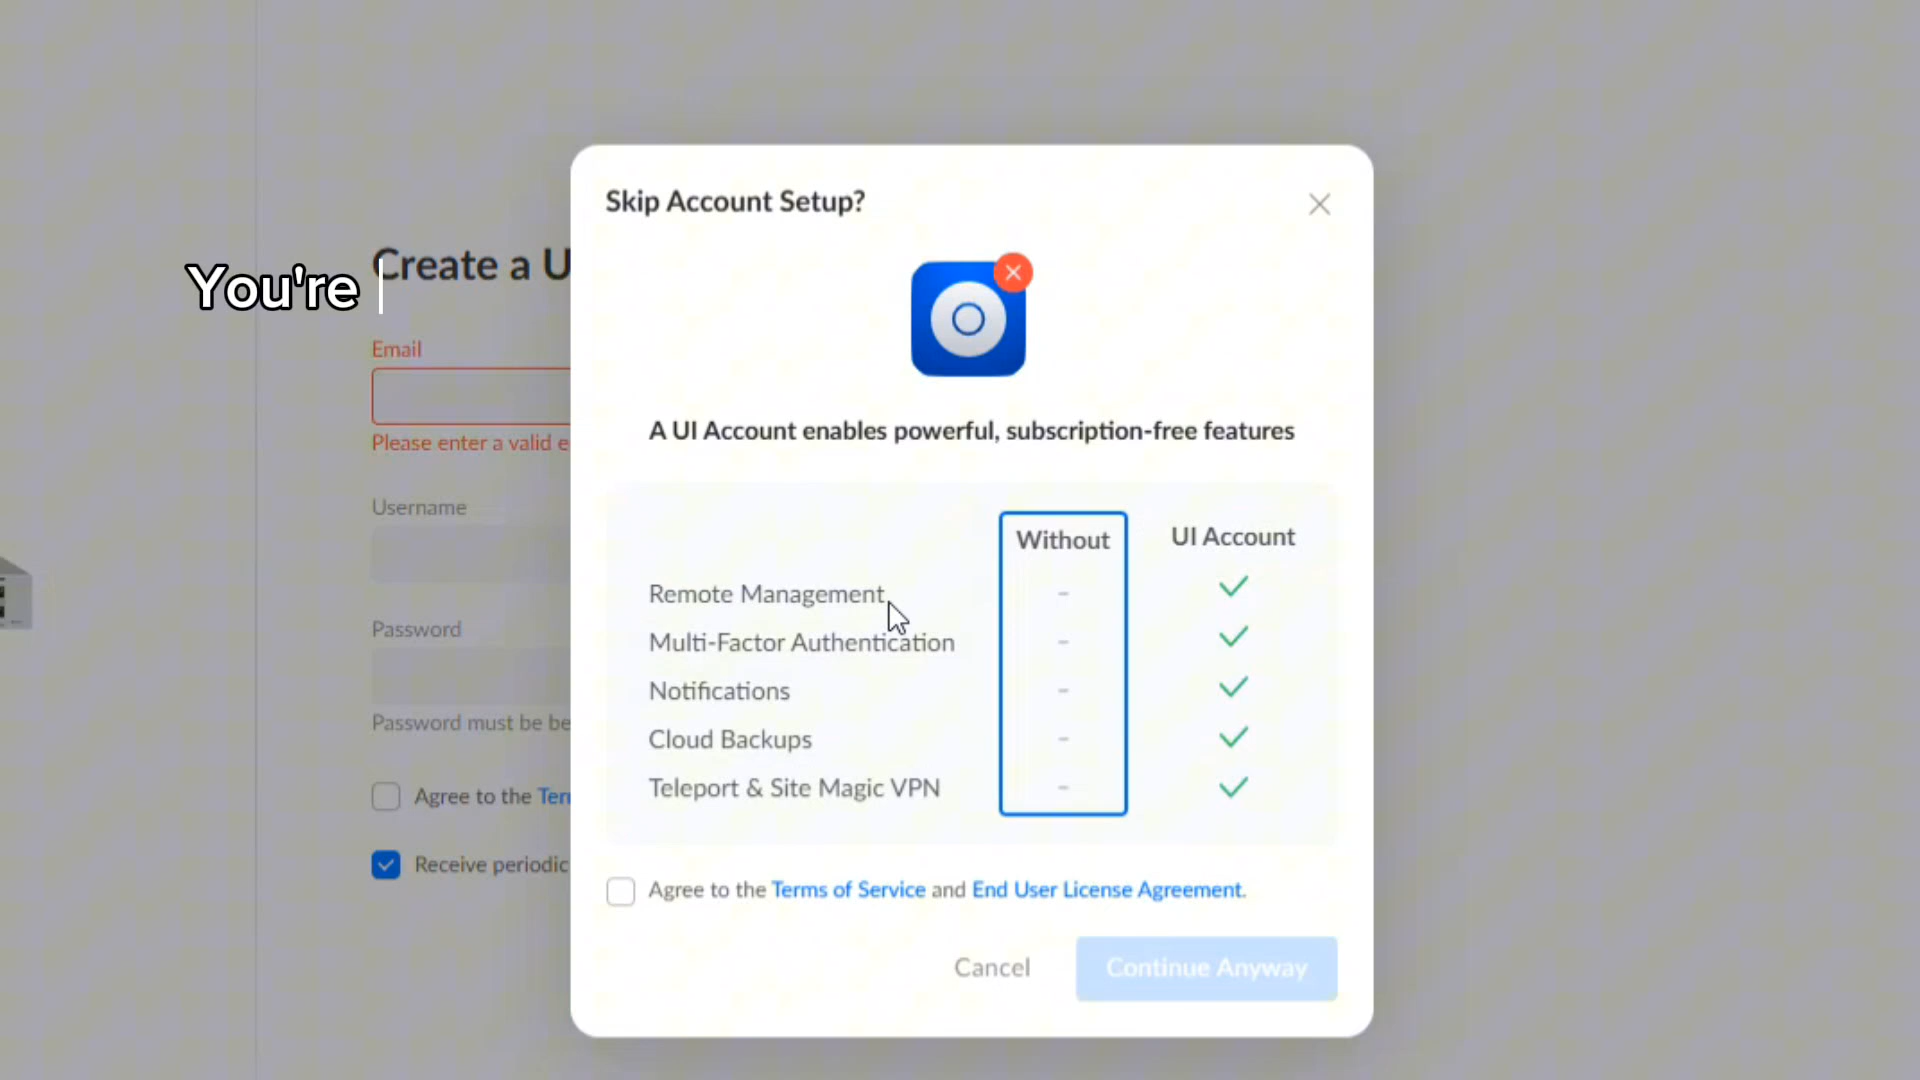 Skip Account Setup?
Create a U
You're
Email
Please enter a valid e
Username
Password
Password must be be
Agree to the Ter
Receive periodic
A UI Account enables powerful, subscription-free features
Without UI Account
Remote Management - ✓
Multi-Factor Authentication - ✓
Notifications - ✓
Cloud Backups - ✓
Teleport & Site Magic VPN - ✓
Agree to the Terms of Service and End User License Agreement.
Cancel Continue Anyway